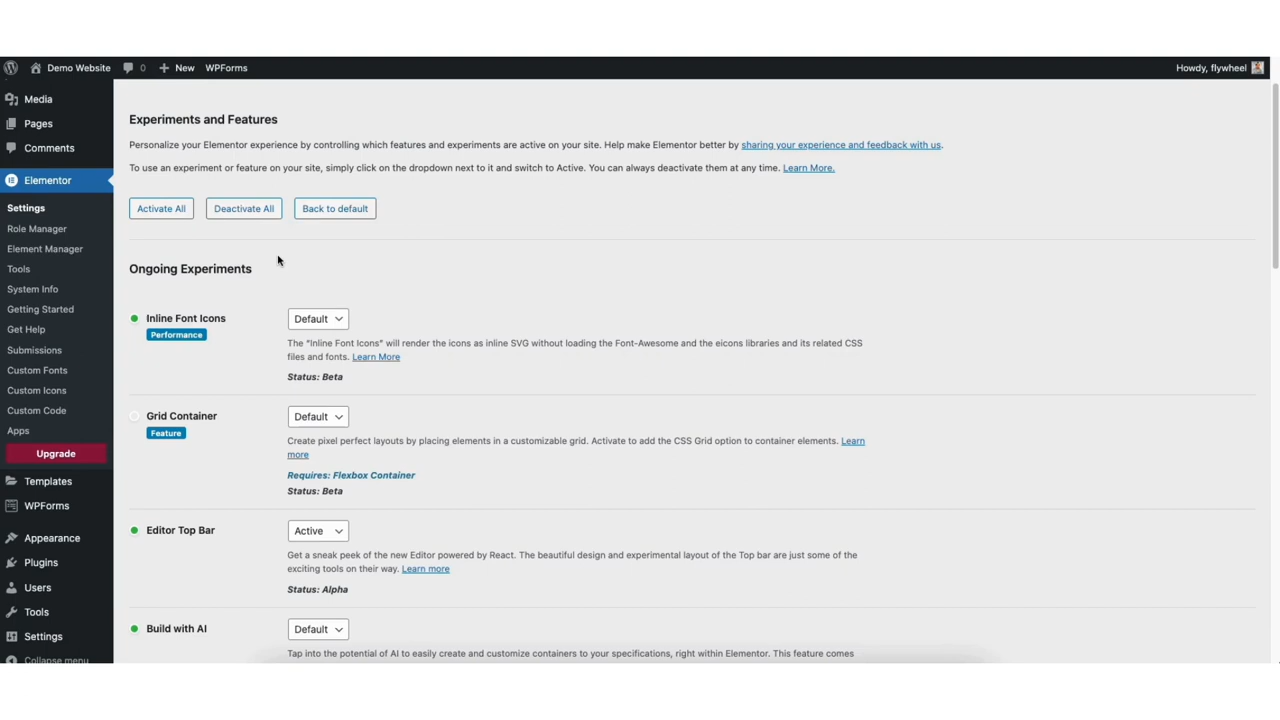 Demo Website
0
New
WPForms
Howdy, flywheel
Media
Pages
Comments
Elementor
Settings
Role Manager
Element Manager
Tools
System Info
Getting Started
Get Help
Submissions
Custom Fonts
Custom Icons
Custom Code
Apps
Upgrade
Templates
WPForms
Appearance
Plugins
Users
Tools
Settings
Collapse menu
Experiments and Features
Personalize your Elementor experience by controlling which features and experiments are active on your site. Help make Elementor better by sharing your experience and feedback with us.
To use an experiment or feature on your site, simply click on the dropdown next to it and switch to Active. You can always deactivate them at any time. Learn More.
Activate All
Deactivate All
Back to default
Ongoing Experiments
Inline Font Icons
Performance
Default
The “Inline Font Icons” will render the icons as inline SVG without loading the Font-Awesome and the eicons libraries and its related CSS
files and fonts. Learn More
Status: Beta
Grid Container
Feature
Default
Create pixel perfect layouts by placing elements in a customizable grid. Activate to add the CSS Grid option to container elements. Learn
more
Requires: Flexbox Container
Status: Beta
Editor Top Bar
Active
Get a sneak peek of the new Editor powered by React. The beautiful design and experimental layout of the Top bar are just some of the
exciting tools on their way. Learn more
Status: Alpha
Build with AI
Default
Tap into the potential of AI to easily create and customize containers to your specifications, right within Elementor. This feature comes